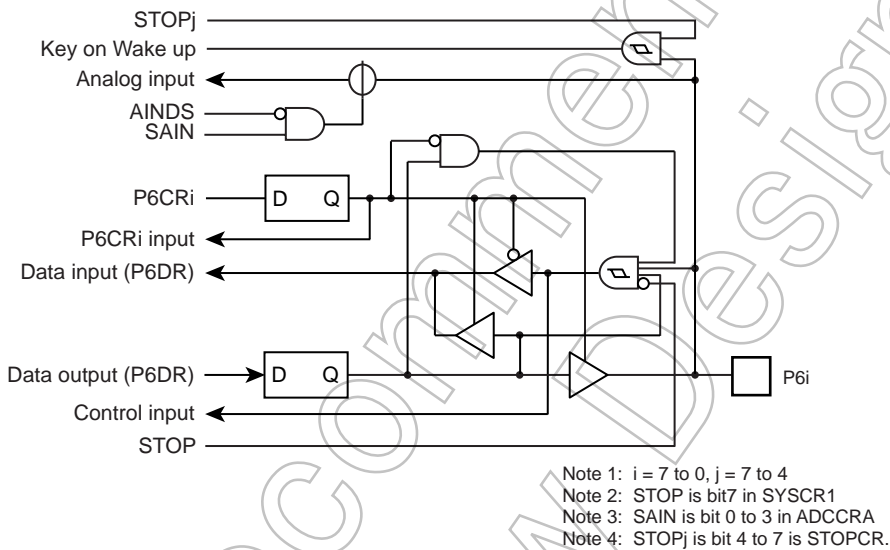 STOPj
Key on Wake up
Analog input
AINDS
SAIN
P6CRi
D Q
P6CRi input
Data input (P6DR)
Data output (P6DR)
D Q
P6i
Control input
STOP
Note 1: i = 7 to 0, j = 7 to 4
Note 2: STOP is bit7 in SYSCR1
Note 3: SAIN is bit 0 to 3 in ADCCRA
Note 4: STOPj is bit 4 to 7 is STOPCR.